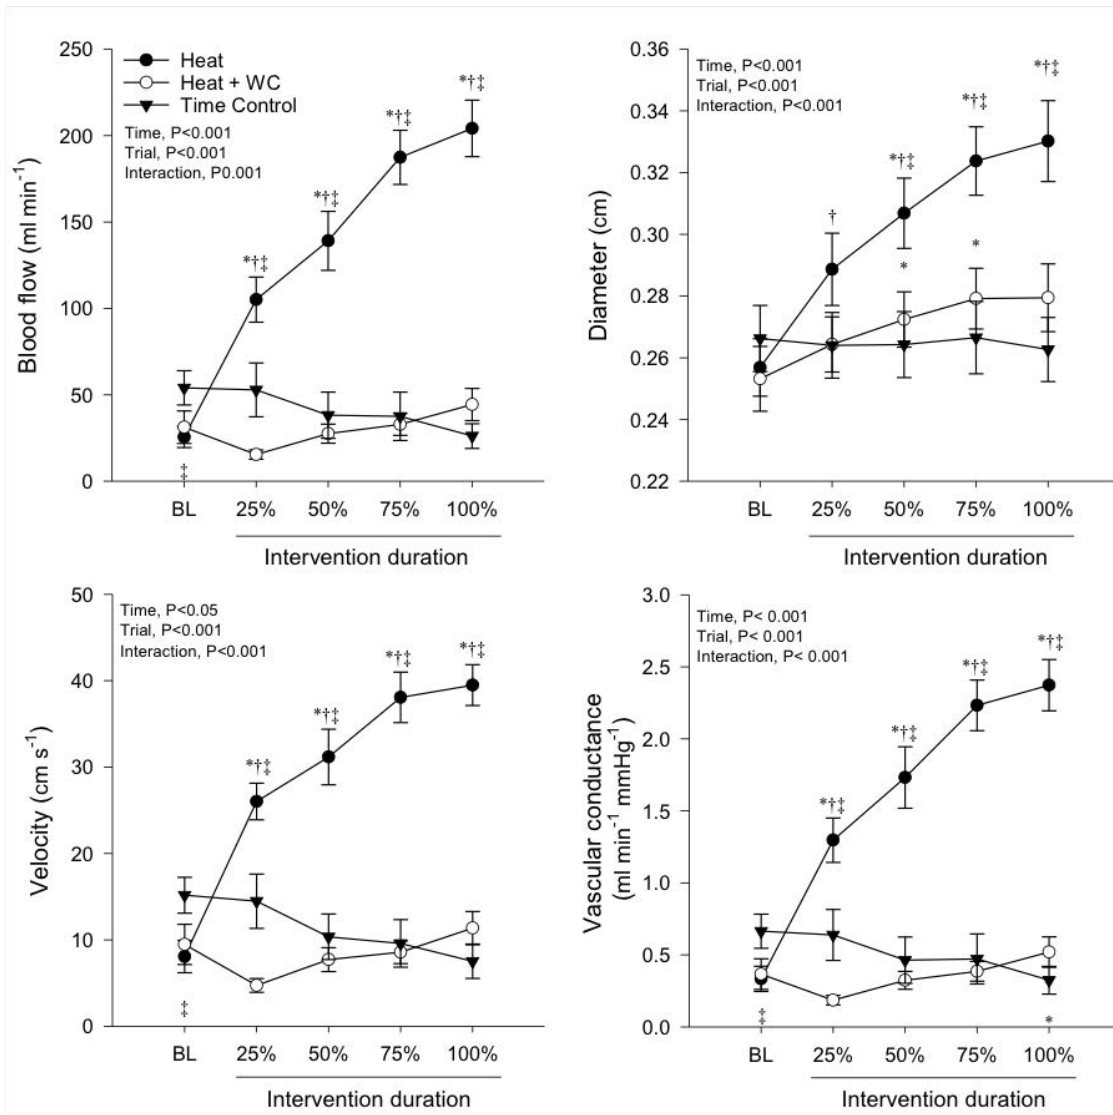 250
200
150
100
50
0
Blood flow (ml min⁻¹)
Heat
Heat + WC
Time Control
Time, P<0.001
Trial, P<0.001
Interaction, P0.001
*†‡
*†‡
*†‡
*†‡
‡
BL 25% 50% 75% 100%
Intervention duration
0.36
0.34
0.32
0.30
0.28
0.26
0.24
0.22
Diameter (cm)
Time, P<0.001
Trial, P<0.001
Interaction, P<0.001
*†‡
*†‡
*†‡
†
*
*
BL 25% 50% 75% 100%
Intervention duration
50
40
30
20
10
0
Velocity (cm s⁻¹)
Time, P<0.05
Trial, P<0.001
Interaction, P<0.001
*†‡
*†‡
*†‡
*†‡
‡
BL 25% 50% 75% 100%
Intervention duration
3.0
2.5
2.0
1.5
1.0
0.5
0.0
Vascular conductance
(ml min⁻¹ mmHg⁻¹)
Time, P< 0.001
Trial, P< 0.001
Interaction, P< 0.001
*†‡
*†‡
*†‡
*†‡
‡
*
BL 25% 50% 75% 100%
Intervention duration